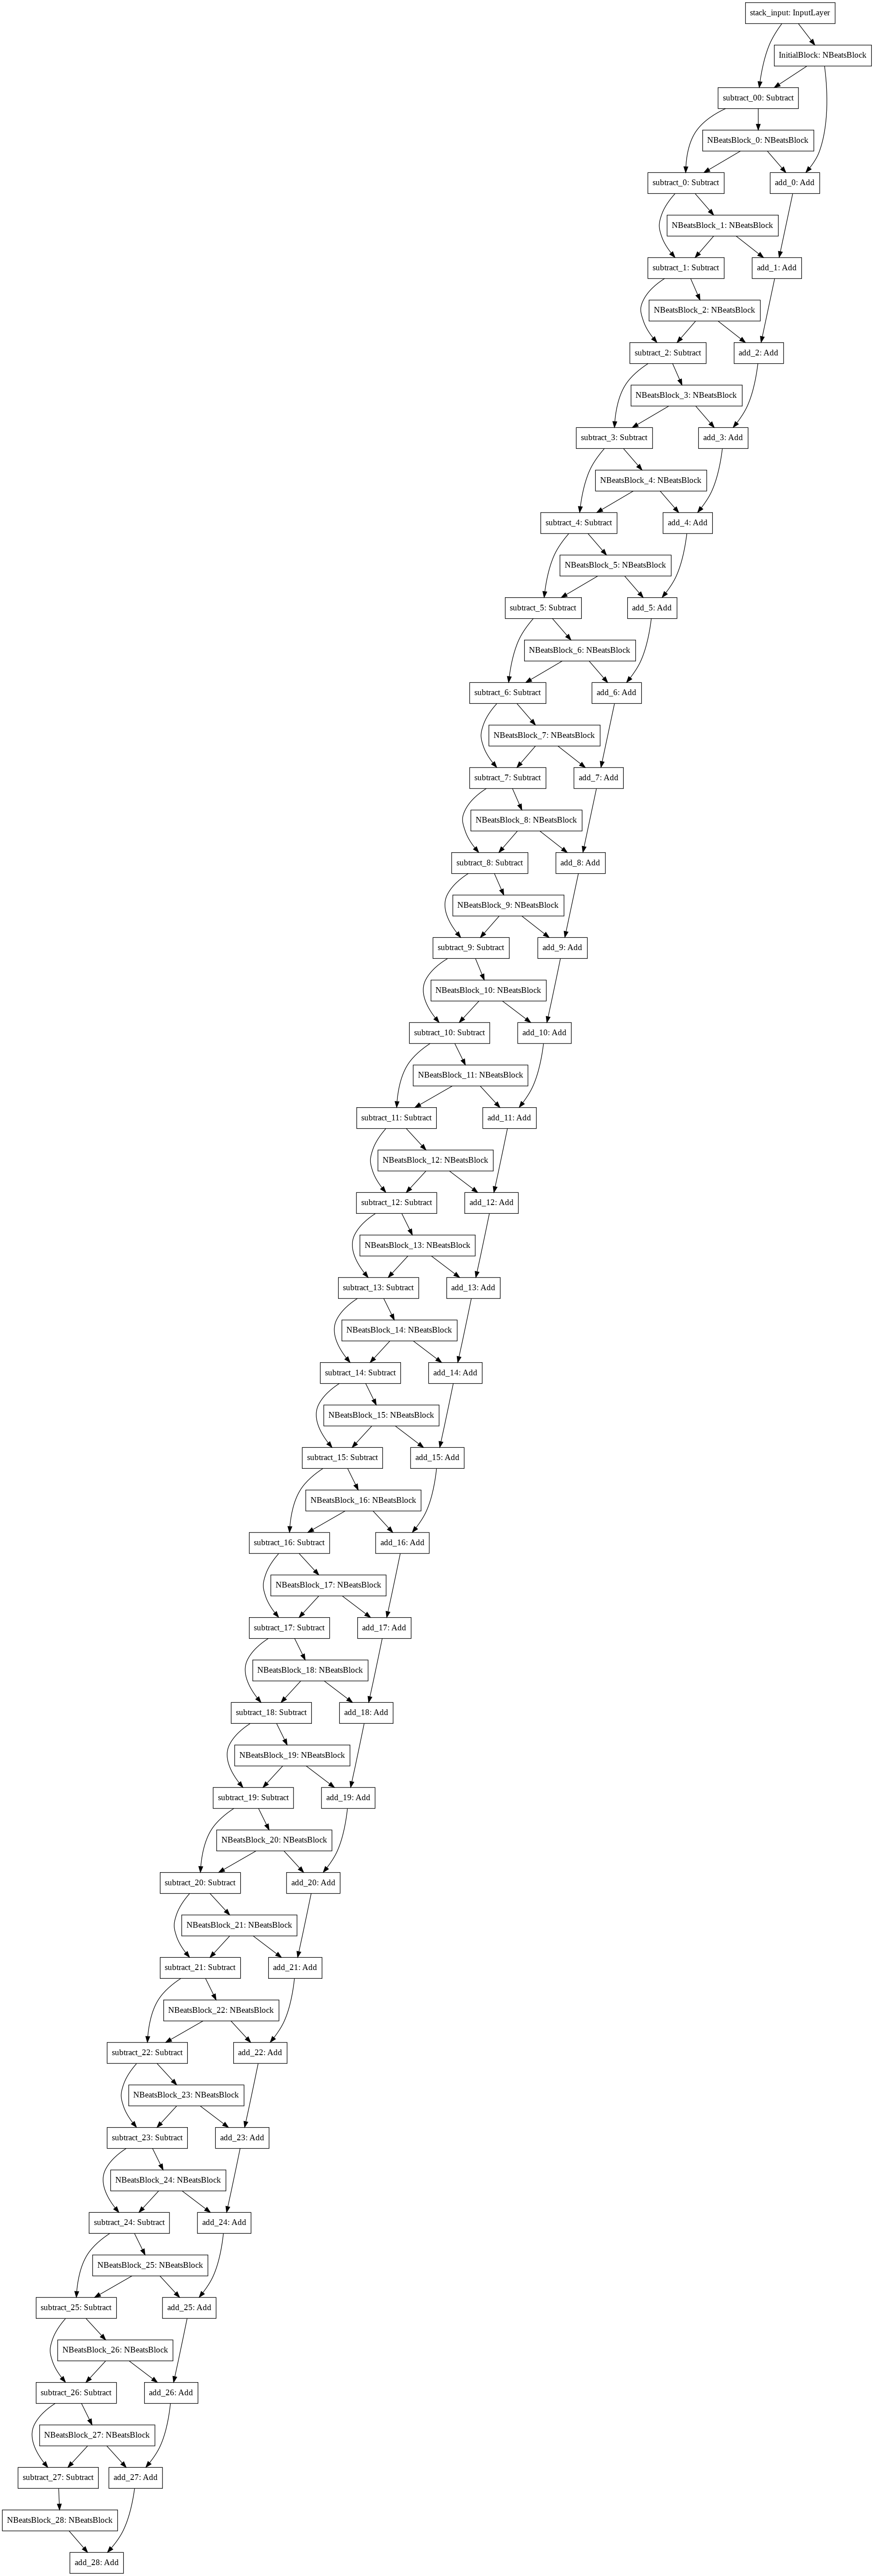 stack_input: InputLayer
InitialBlock: NBeatsBlock
subtract_00: Subtract
NBeatsBlock_0: NBeatsBlock
subtract_0: Subtract
add_0: Add
NBeatsBlock_1: NBeatsBlock
subtract_1: Subtract
add_1: Add
NBeatsBlock_2: NBeatsBlock
subtract_2: Subtract
add_2: Add
NBeatsBlock_3: NBeatsBlock
subtract_3: Subtract
add_3: Add
NBeatsBlock_4: NBeatsBlock
subtract_4: Subtract
add_4: Add
NBeatsBlock_5: NBeatsBlock
subtract_5: Subtract
add_5: Add
NBeatsBlock_6: NBeatsBlock
subtract_6: Subtract
add_6: Add
NBeatsBlock_7: NBeatsBlock
subtract_7: Subtract
add_7: Add
NBeatsBlock_8: NBeatsBlock
subtract_8: Subtract
add_8: Add
NBeatsBlock_9: NBeatsBlock
subtract_9: Subtract
add_9: Add
NBeatsBlock_10: NBeatsBlock
subtract_10: Subtract
add_10: Add
NBeatsBlock_11: NBeatsBlock
subtract_11: Subtract
add_11: Add
NBeatsBlock_12: NBeatsBlock
subtract_12: Subtract
add_12: Add
NBeatsBlock_13: NBeatsBlock
subtract_13: Subtract
add_13: Add
NBeatsBlock_14: NBeatsBlock
subtract_14: Subtract
add_14: Add
NBeatsBlock_15: NBeatsBlock
subtract_15: Subtract
add_15: Add
NBeatsBlock_16: NBeatsBlock
subtract_16: Subtract
add_16: Add
NBeatsBlock_17: NBeatsBlock
subtract_17: Subtract
add_17: Add
NBeatsBlock_18: NBeatsBlock
subtract_18: Subtract
add_18: Add
NBeatsBlock_19: NBeatsBlock
subtract_19: Subtract
add_19: Add
NBeatsBlock_20: NBeatsBlock
subtract_20: Subtract
add_20: Add
NBeatsBlock_21: NBeatsBlock
subtract_21: Subtract
add_21: Add
NBeatsBlock_22: NBeatsBlock
subtract_22: Subtract
add_22: Add
NBeatsBlock_23: NBeatsBlock
subtract_23: Subtract
add_23: Add
NBeatsBlock_24: NBeatsBlock
subtract_24: Subtract
add_24: Add
NBeatsBlock_25: NBeatsBlock
subtract_25: Subtract
add_25: Add
NBeatsBlock_26: NBeatsBlock
subtract_26: Subtract
add_26: Add
NBeatsBlock_27: NBeatsBlock
subtract_27: Subtract
add_27: Add
NBeatsBlock_28: NBeatsBlock
add_28: Add